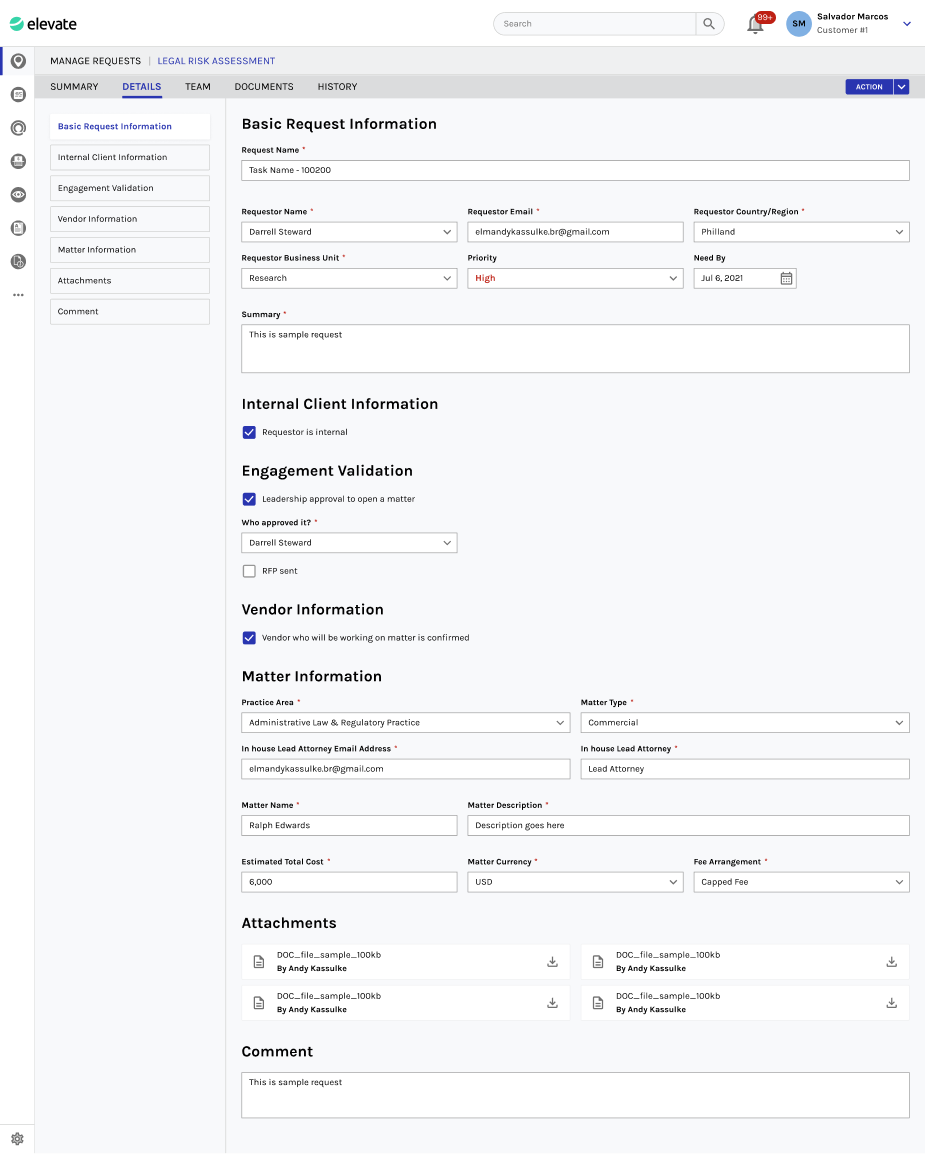 elevate
Search
99+
SM
Salvador Marcos
Customer #1
MANAGE REQUESTS | LEGAL RISK ASSESSMENT
SUMMARY DETAILS TEAM DOCUMENTS HISTORY
ACTION
Basic Request Information
Internal Client Information
Engagement Validation
Vendor Information
Matter Information
Attachments
Comment
Basic Request Information
Request Name *
Task Name - 100200
Requestor Name * Requestor Email * Requestor Country/Region *
Darrell Steward elmandykassulke.br@gmail.com Philland
Requestor Business Unit * Priority Need By
Research High Jul 6, 2021
Summary *
This is sample request
Internal Client Information
Requestor is internal
Engagement Validation
Leadership approval to open a matter
Who approved it? *
Darrell Steward
RFP sent
Vendor Information
Vendor who will be working on matter is confirmed
Matter Information
Practice Area * Matter Type *
Administrative Law & Regulatory Practice Commercial
In house Lead Attorney Email Address * In house Lead Attorney *
elmandykassulke.br@gmail.com Lead Attorney
Matter Name * Matter Description *
Ralph Edwards Description goes here
Estimated Total Cost * Matter Currency * Fee Arrangement *
6,000 USD Capped Fee
Attachments
DOC_file_sample_100kb DOC_file_sample_100kb
By Andy Kassulke By Andy Kassulke
DOC_file_sample_100kb DOC_file_sample_100kb
By Andy Kassulke By Andy Kassulke
Comment
This is sample request